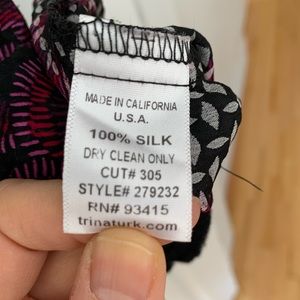 MADE IN CALIFORNIA
U.S.A.
100% SILK
DRY CLEAN ONLY
CUT# 305
STYLE# 279232
RN# 93415
trinaturk.com